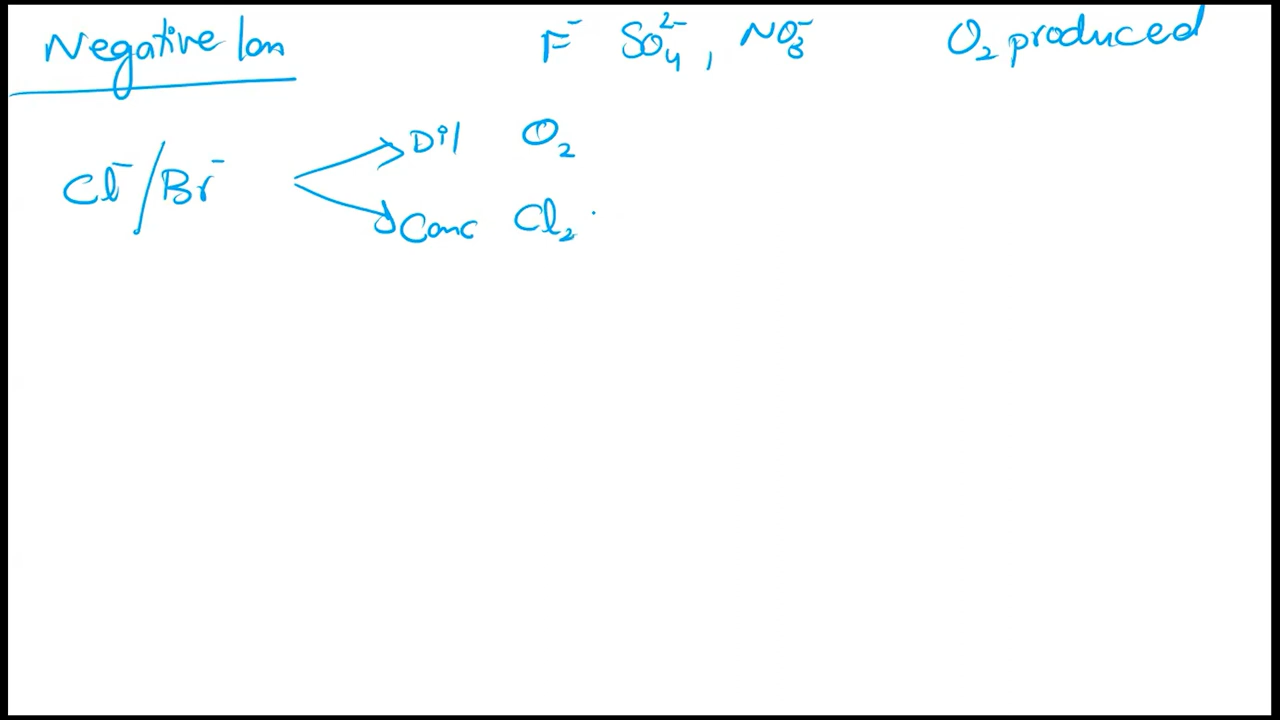 Negative Ion F⁻ SO₄²⁻, NO₃⁻ O₂ produced
Dil O₂
Cl⁻/Br⁻
Conc Cl₂